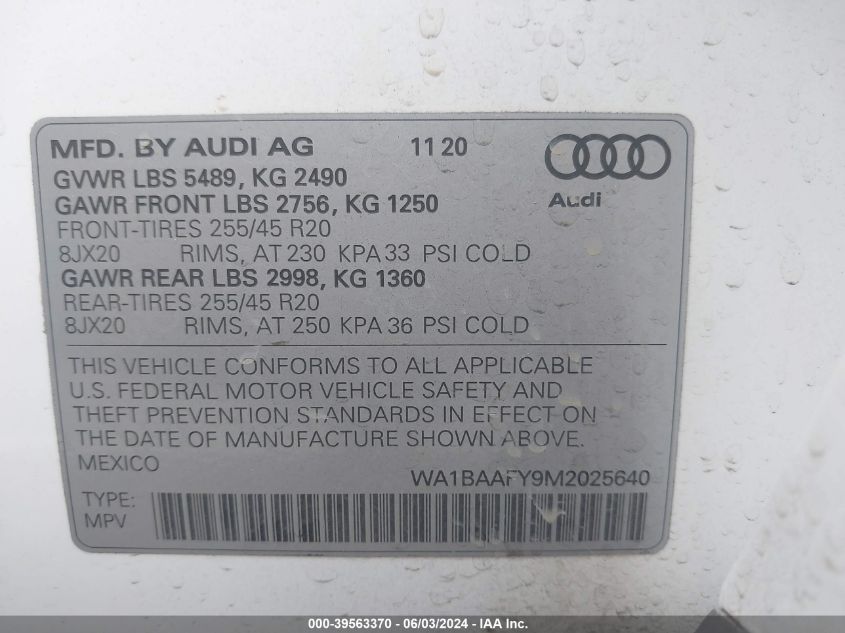 MFD. BY AUDI AG 11 20
GVWR LBS 5489, KG 2490
GAWR FRONT LBS 2756, KG 1250
Audi
FRONT-TIRES 255/45 R20
8JX20 RIMS, AT 230 KPA 33 PSI COLD
GAWR REAR LBS 2998, KG 1360
REAR-TIRES 255/45 R20
8JX20 RIMS, AT 250 KPA 36 PSI COLD
THIS VEHICLE CONFORMS TO ALL APPLICABLE
U.S. FEDERAL MOTOR VEHICLE SAFETY AND
THEFT PREVENTION STANDARDS IN EFFECT ON
THE DATE OF MANUFACTURE SHOWN ABOVE.
MEXICO
WA1BAAFY9M2025640
TYPE:
MPV
000-39563370 - 06/03/2024 - IAA Inc.